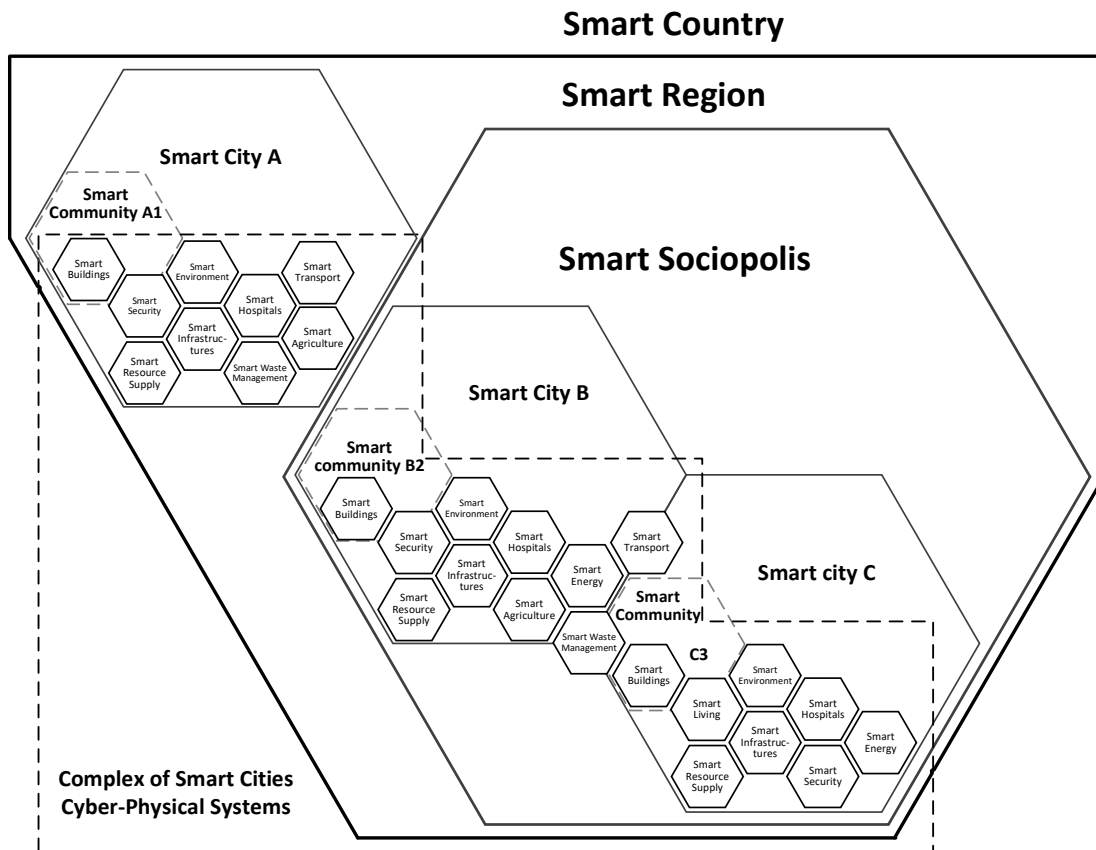 Smart Country
Smart Region
Smart City A
Smart
Community A1
Smart
Buildings
Smart
Environment
Smart
Transport
Smart
Security
Smart
Hospitals
Smart
Infrastruc-
tures
Smart
Agriculture
Smart
Resource
Supply
Smart Waste
Management
Smart Sociopolis
Smart City B
Smart
community B2
Smart
Buildings
Smart
Environment
Smart
Security
Smart
Hospitals
Smart
Transport
Smart
Infrastruc-
tures
Smart
Energy
Smart
Resource
Supply
Smart
Agriculture
Smart Waste
Management
Smart city C
Smart
Community
C3
Smart
Buildings
Smart
Environment
Smart
Living
Smart
Hospitals
Smart
Infrastruc-
tures
Smart
Energy
Smart
Resource
Supply
Smart
Security
Complex of Smart Cities
Cyber-Physical Systems